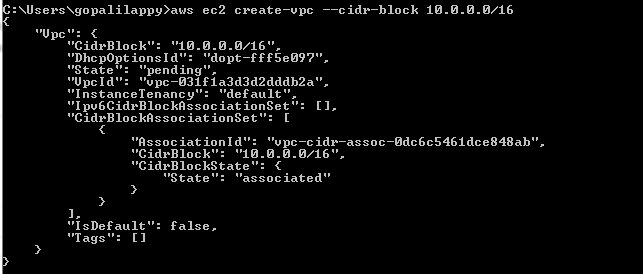 C:\Users\gopalilappy>aws ec2 create-vpc --cidr-block 10.0.0.0/16
{
    "Vpc": {
        "CidrBlock": "10.0.0.0/16",
        "DhcpOptionsId": "dopt-fff5e097",
        "State": "pending",
        "VpcId": "vpc-031f1a3d3d2dddb2a",
        "InstanceTenancy": "default",
        "Ipv6CidrBlockAssociationSet": [],
        "CidrBlockAssociationSet": [
            {
                "AssociationId": "vpc-cidr-assoc-0dc6c5461dce848ab",
                "CidrBlock": "10.0.0.0/16",
                "CidrBlockState": {
                    "State": "associated"
                }
            }
        ],
        "IsDefault": false,
        "Tags": []
    }
}